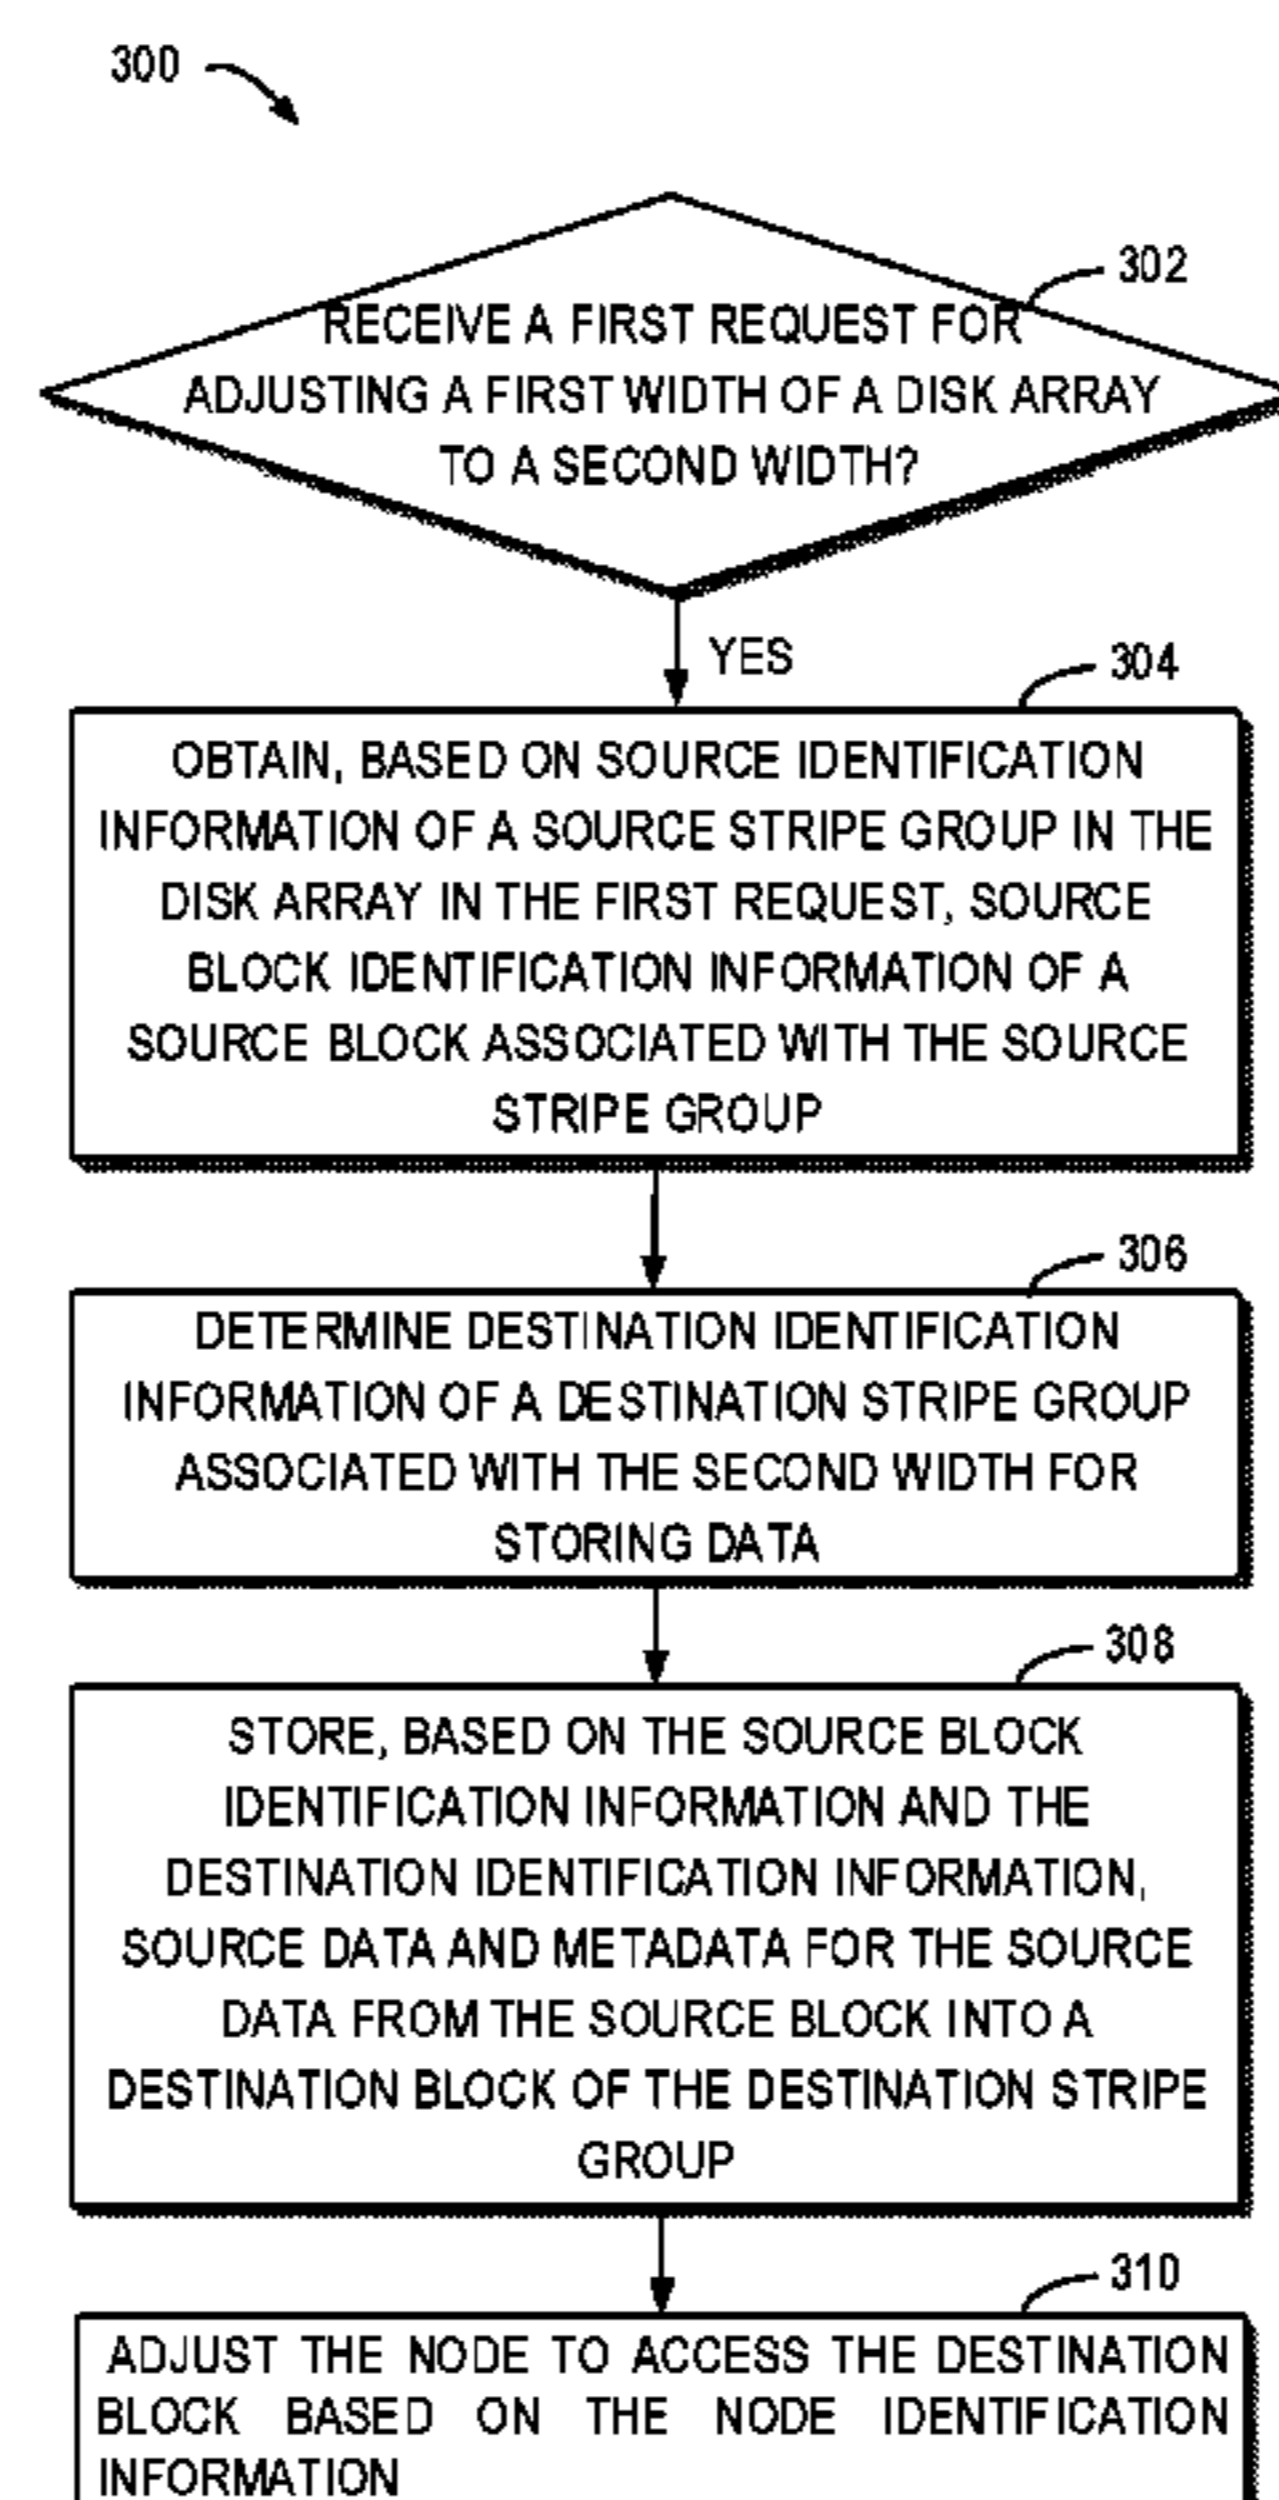 300
302
RECEIVE A FIRST REQUEST FOR
ADJUSTING A FIRST WIDTH OF A DISK ARRAY
TO A SECOND WIDTH?
YES
304
OBTAIN, BASED ON SOURCE IDENTIFICATION
INFORMATION OF A SOURCE STRIPE GROUP IN THE
DISK ARRAY IN THE FIRST REQUEST, SOURCE
BLOCK IDENTIFICATION INFORMATION OF A
SOURCE BLOCK ASSOCIATED WITH THE SOURCE
STRIPE GROUP
306
DETERMINE DESTINATION IDENTIFICATION
INFORMATION OF A DESTINATION STRIPE GROUP
ASSOCIATED WITH THE SECOND WIDTH FOR
STORING DATA
308
STORE, BASED ON THE SOURCE BLOCK
IDENTIFICATION INFORMATION AND THE
DESTINATION IDENTIFICATION INFORMATION,
SOURCE DATA AND METADATA FOR THE SOURCE
DATA FROM THE SOURCE BLOCK INTO A
DESTINATION BLOCK OF THE DESTINATION STRIPE
GROUP
310
ADJUST THE NODE TO ACCESS THE DESTINATION
BLOCK BASED ON THE NODE IDENTIFICATION
INFORMATION